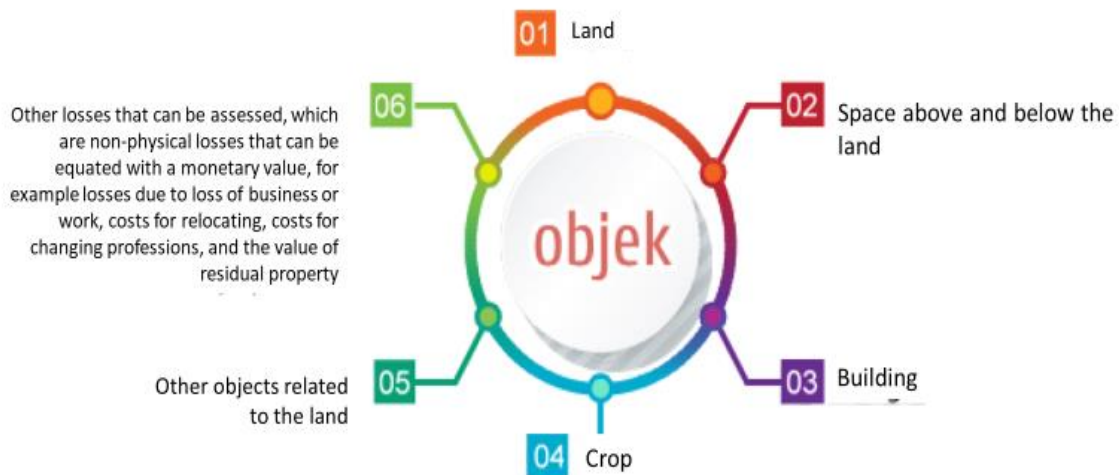 01 Land
02 Space above and below the
land
03 Building
04 Crop
05 Other objects related
to the land
06 Other losses that can be assessed, which
are non-physical losses that can be
equated with a monetary value, for
example losses due to loss of business or
work, costs for relocating, costs for
changing professions, and the value of
residual property
objek